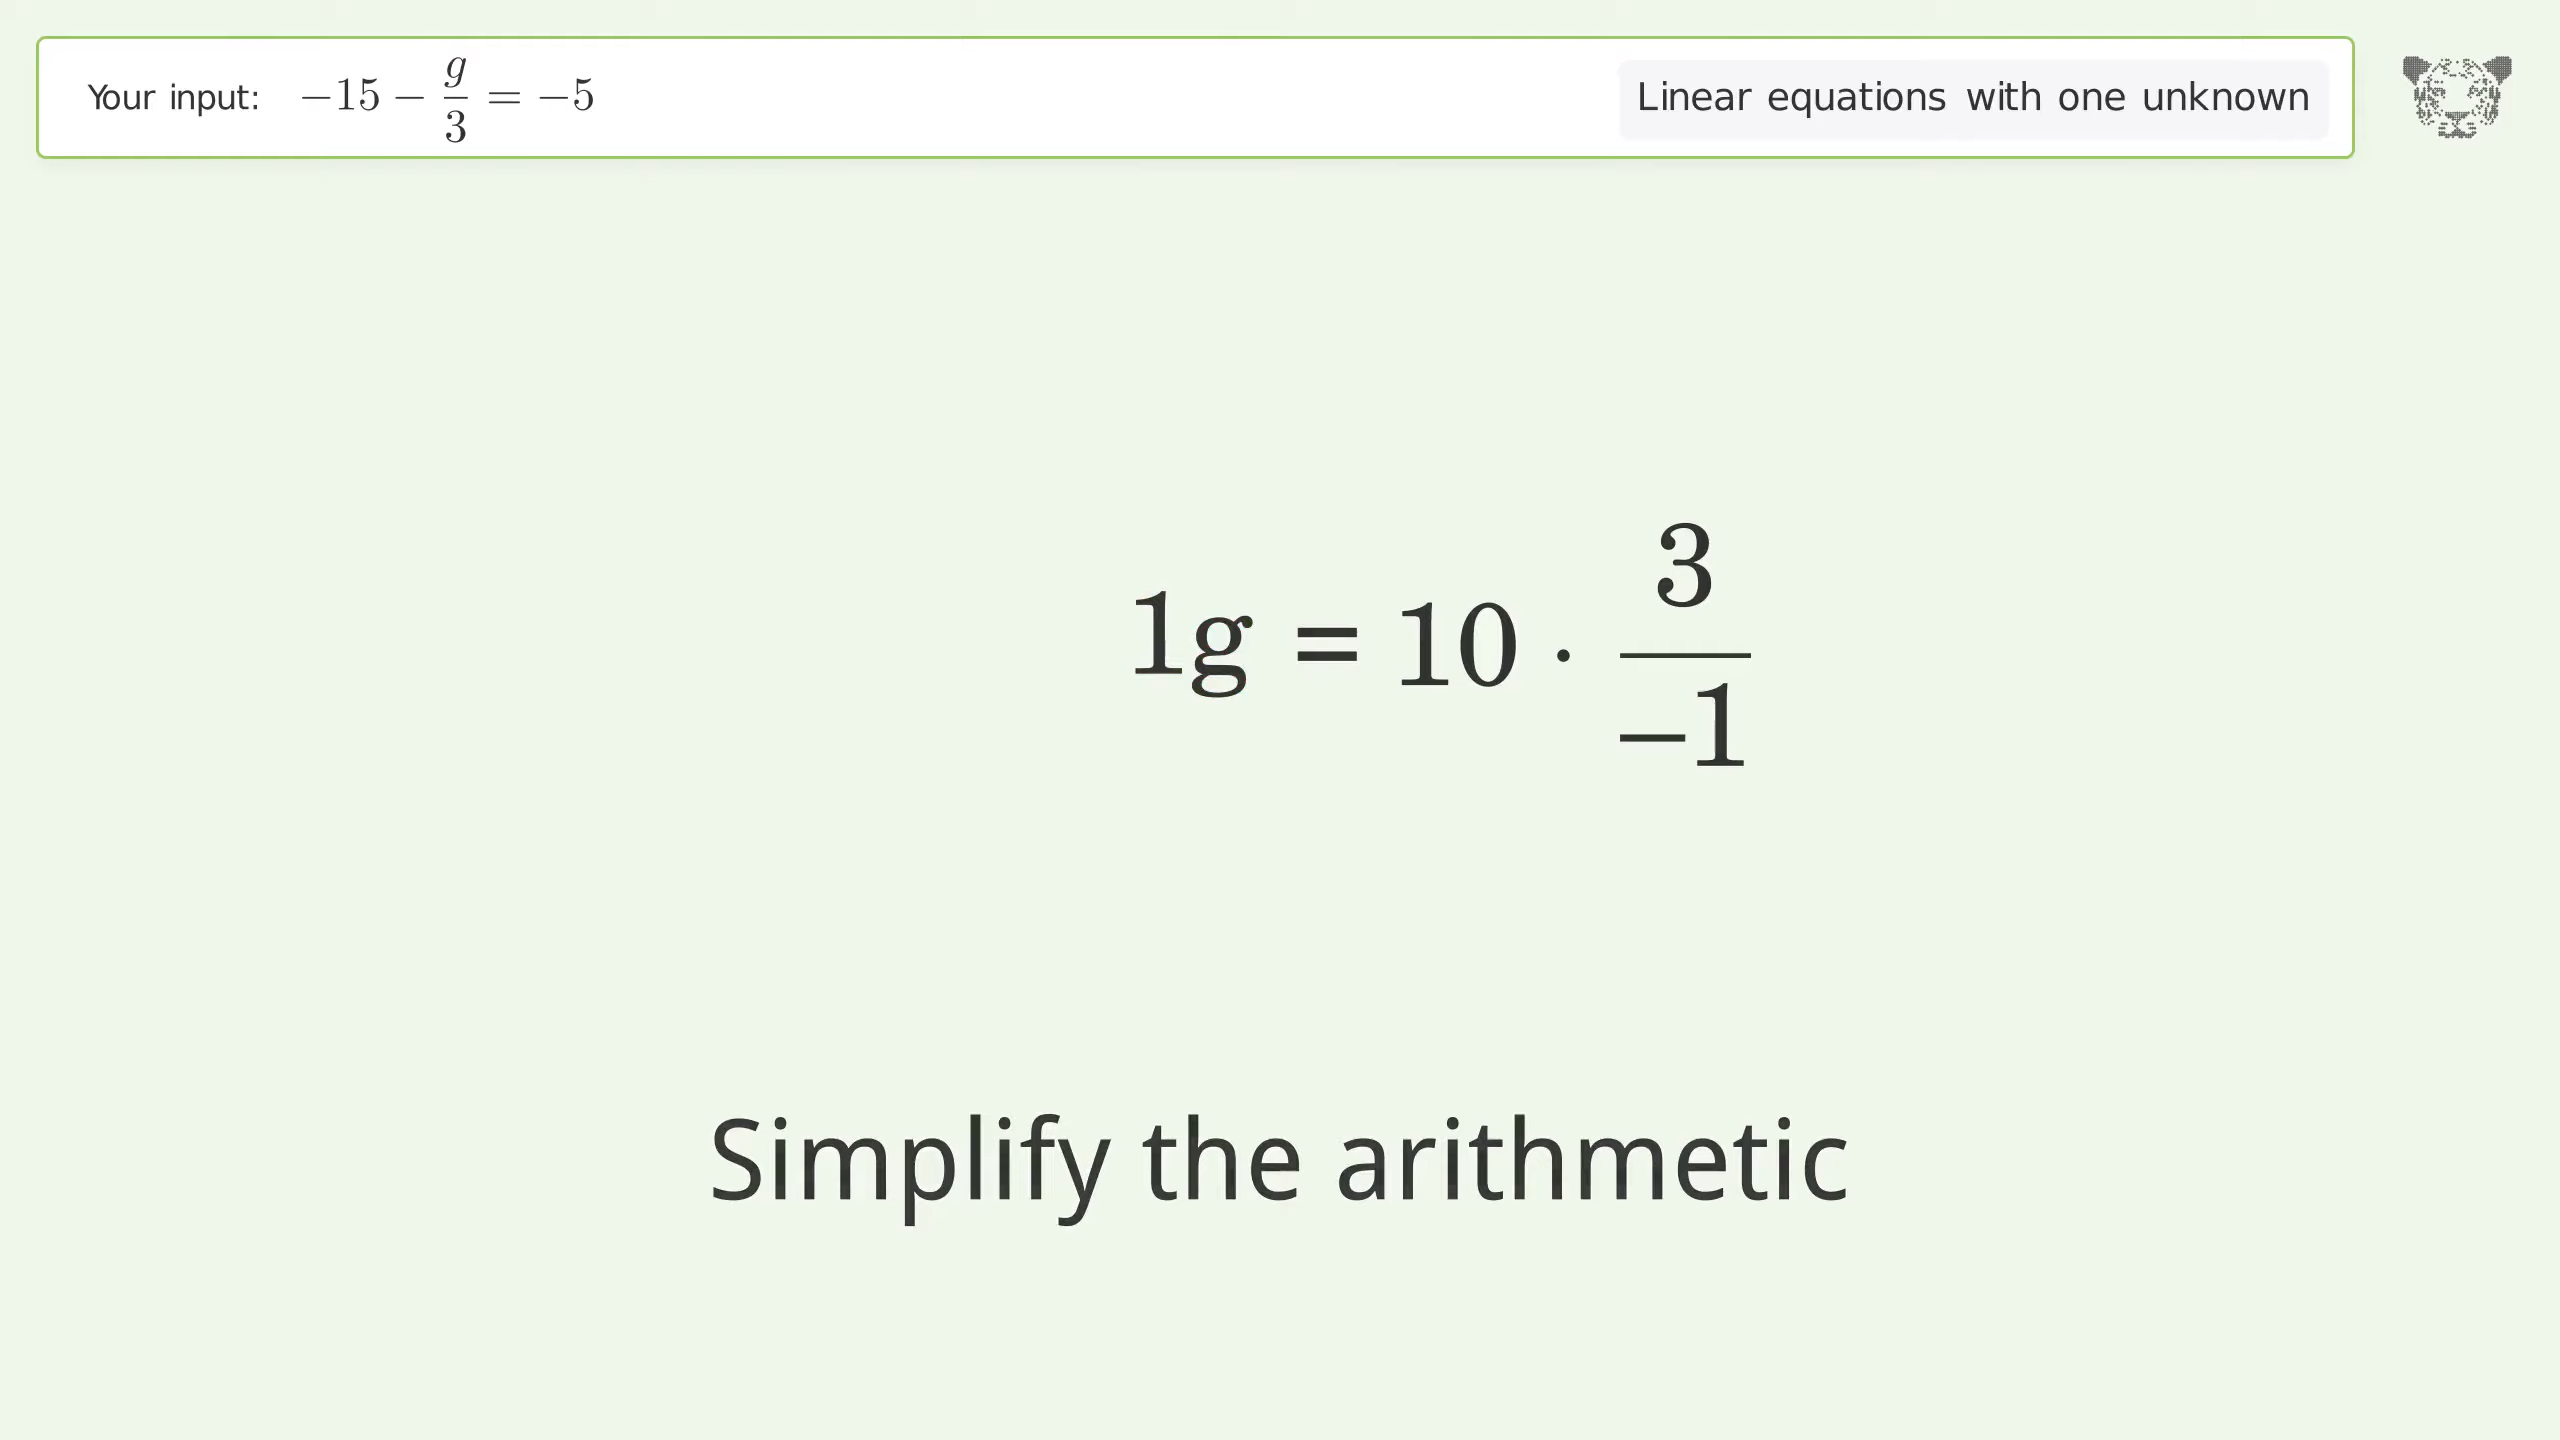 Your input: −15 − g/3 = −5
Linear equations with one unknown
1g = 10 · 3/−1
Simplify the arithmetic